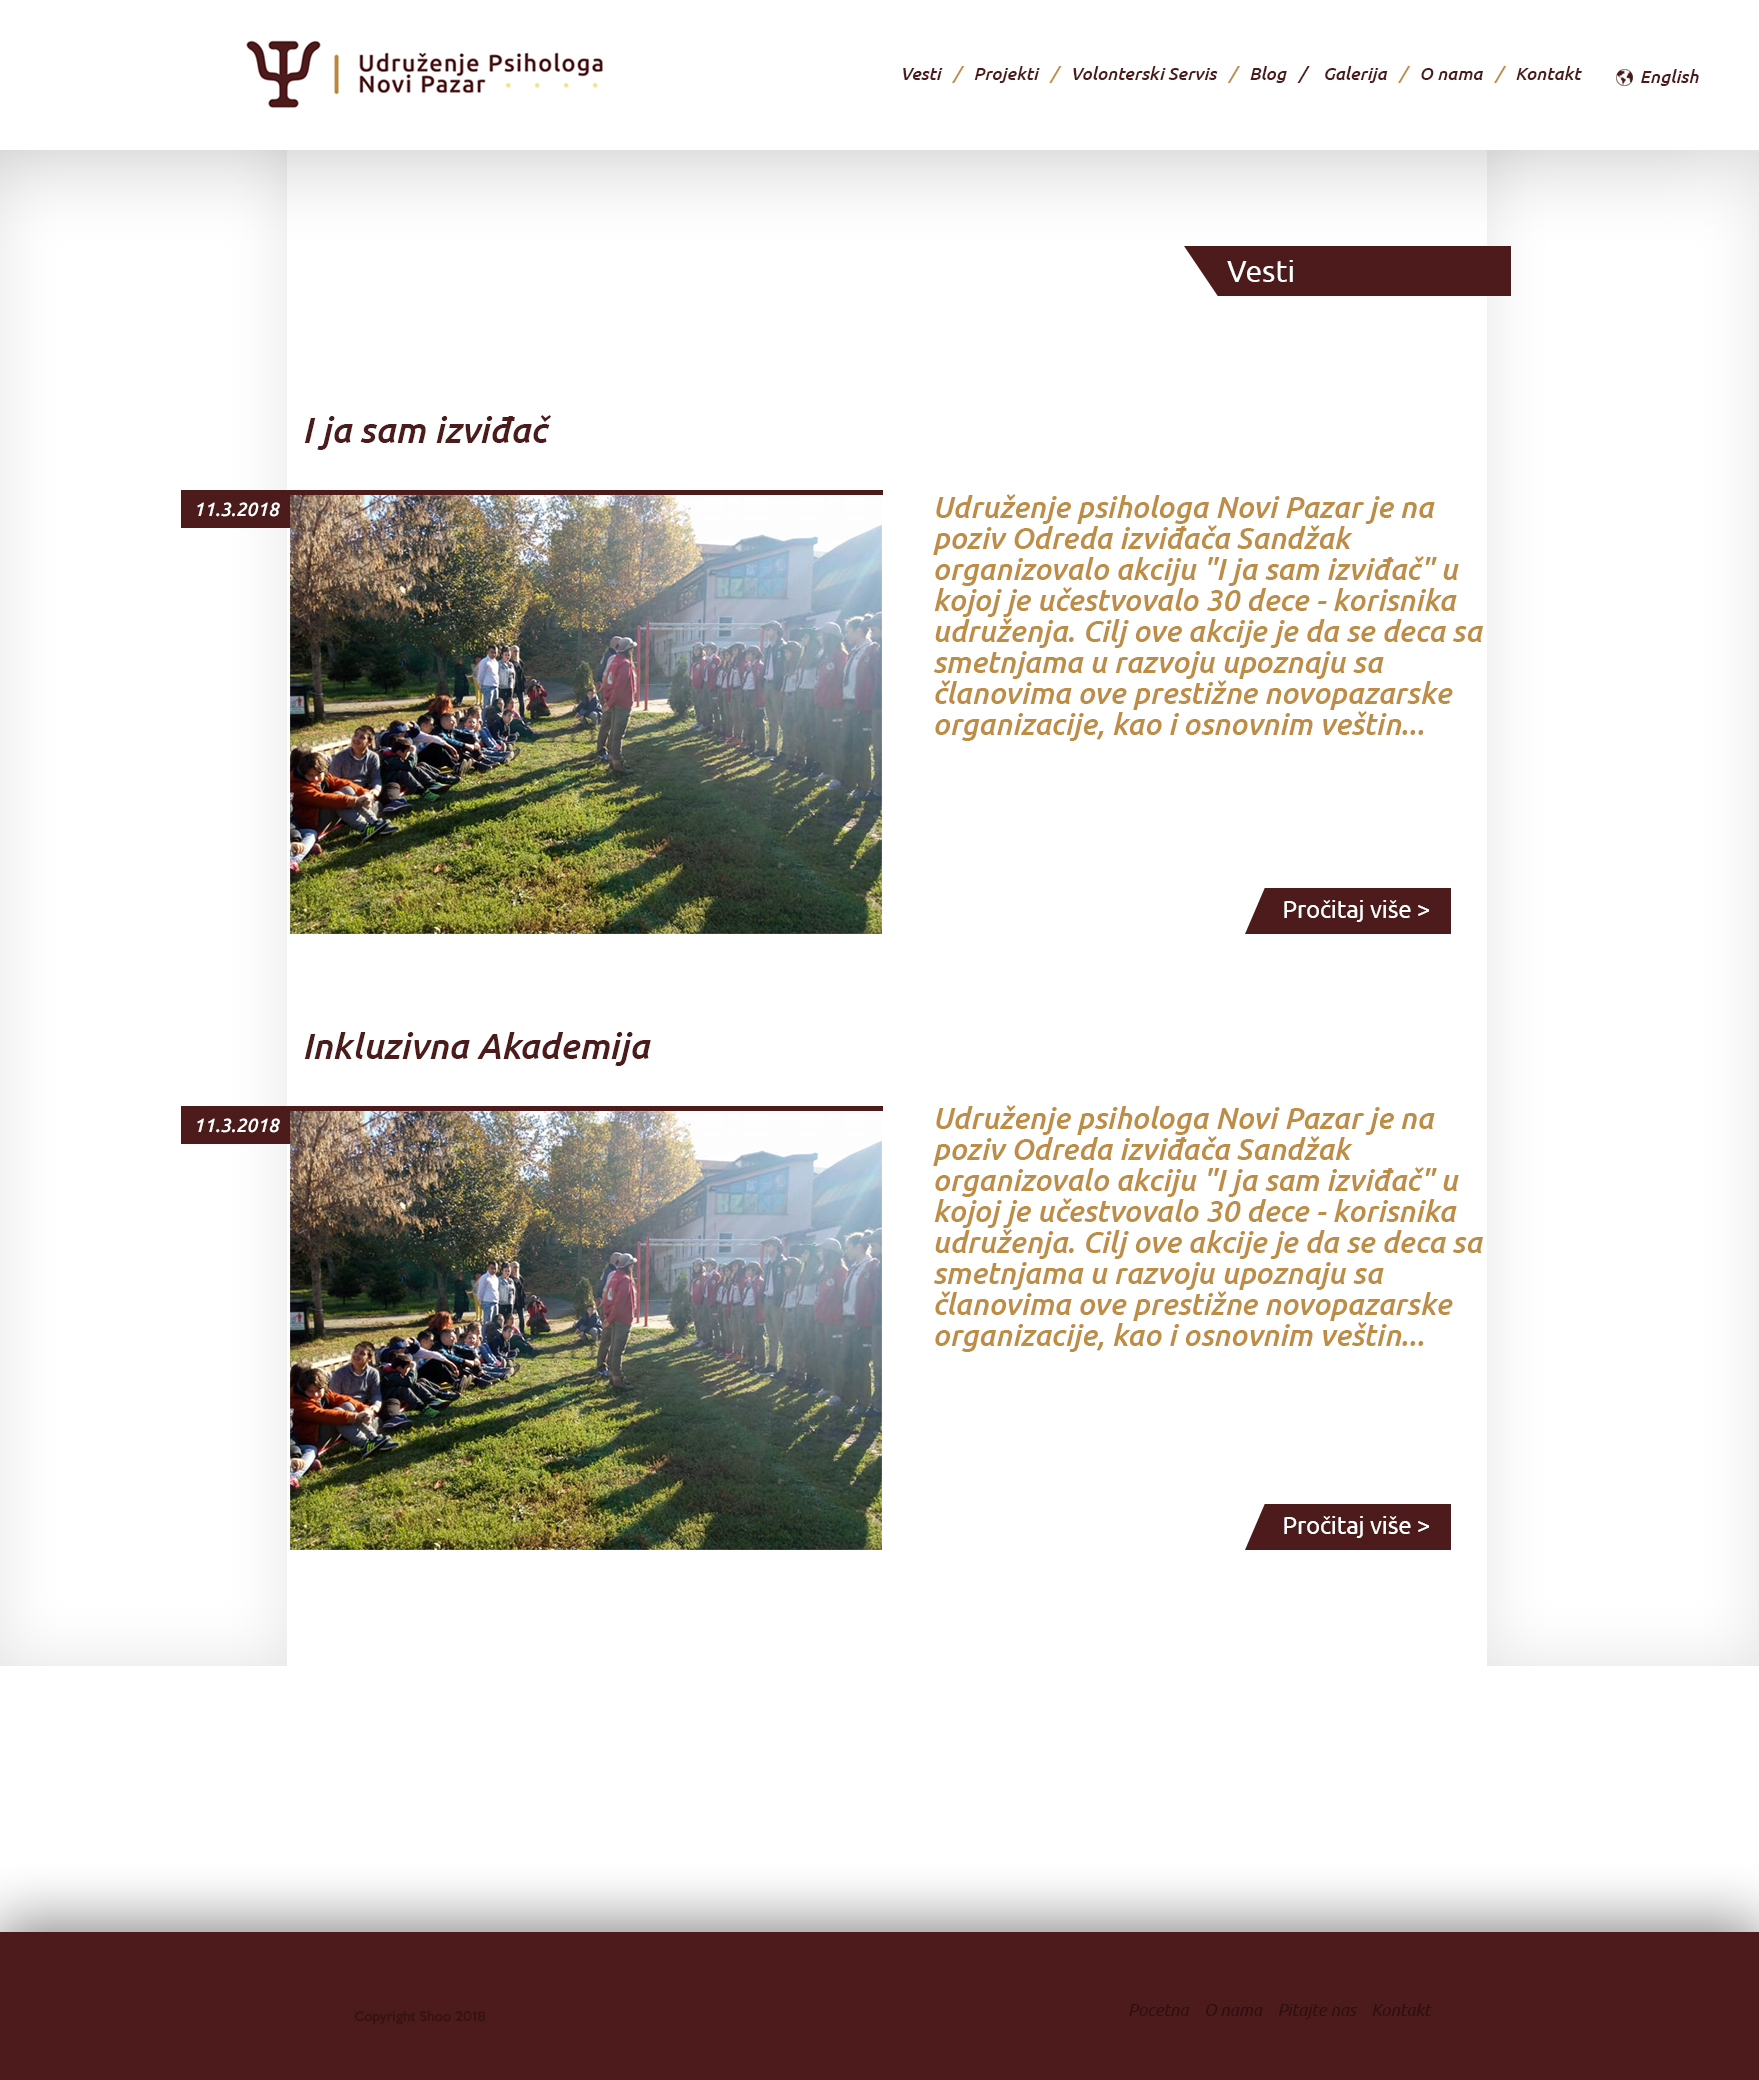 Udruženje Psihologa
Novi Pazar
Vesti / Projekti / Volonterski Servis / Blog / Galerija / O nama / Kontakt English
Vesti
I ja sam izviđač
11.3.2018
Udruženje psihologa Novi Pazar je na
poziv Odreda izviđača Sandžak
organizovalo akciju "I ja sam izviđač" u
kojoj je učestvovalo 30 dece - korisnika
udruženja. Cilj ove akcije je da se deca sa
smetnjama u razvoju upoznaju sa
članovima ove prestižne novopazarske
organizacije, kao i osnovnim veštin...
Pročitaj više >
Inkluzivna Akademija
11.3.2018
Udruženje psihologa Novi Pazar je na
poziv Odreda izviđača Sandžak
organizovalo akciju "I ja sam izviđač" u
kojoj je učestvovalo 30 dece - korisnika
udruženja. Cilj ove akcije je da se deca sa
smetnjama u razvoju upoznaju sa
članovima ove prestižne novopazarske
organizacije, kao i osnovnim veštin...
Pročitaj više >
Copyright Shoo 2018
Pocetna O nama Pitajte nas Kontakt